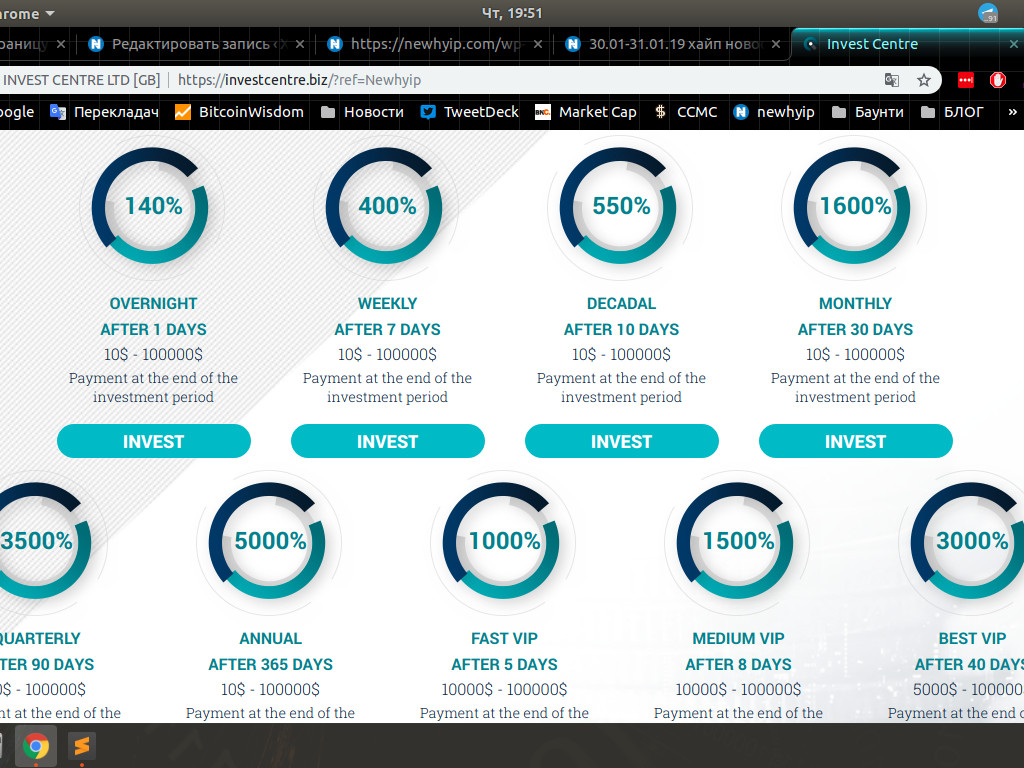 hrome
Чт, 19:51
91
раницу
Редактировать запись ‹
https://newhyip.com/wp-
30.01-31.01.19 хайп ново
Invest Centre
INVEST CENTRE LTD [GB] | https://investcentre.biz/?ref=Newhyip
oogle
Перекладач
BitcoinWisdom
Новости
TweetDeck
BNC.
Market Cap
$
ССМС
newhyip
Баунти
БЛОГ
»
140% 400% 550% 1600%
OVERNIGHT WEEKLY DECADAL MONTHLY
AFTER 1 DAYS AFTER 7 DAYS AFTER 10 DAYS AFTER 30 DAYS
10$ - 100000$ 10$ - 100000$ 10$ - 100000$ 10$ - 100000$
Payment at the end of the Payment at the end of the Payment at the end of the Payment at the end of the
investment period investment period investment period investment period
INVEST INVEST INVEST INVEST
3500% 5000% 1000% 1500% 3000%
QUARTERLY ANNUAL FAST VIP MEDIUM VIP BEST VIP
TER 90 DAYS AFTER 365 DAYS AFTER 5 DAYS AFTER 8 DAYS AFTER 40 DAYS
0$ - 100000$ 10$ - 100000$ 10000$ - 100000$ 10000$ - 100000$ 5000$ - 100000
nt at the end of the Payment at the end of the Payment at the end of the Payment at the end of the Payment at the end of